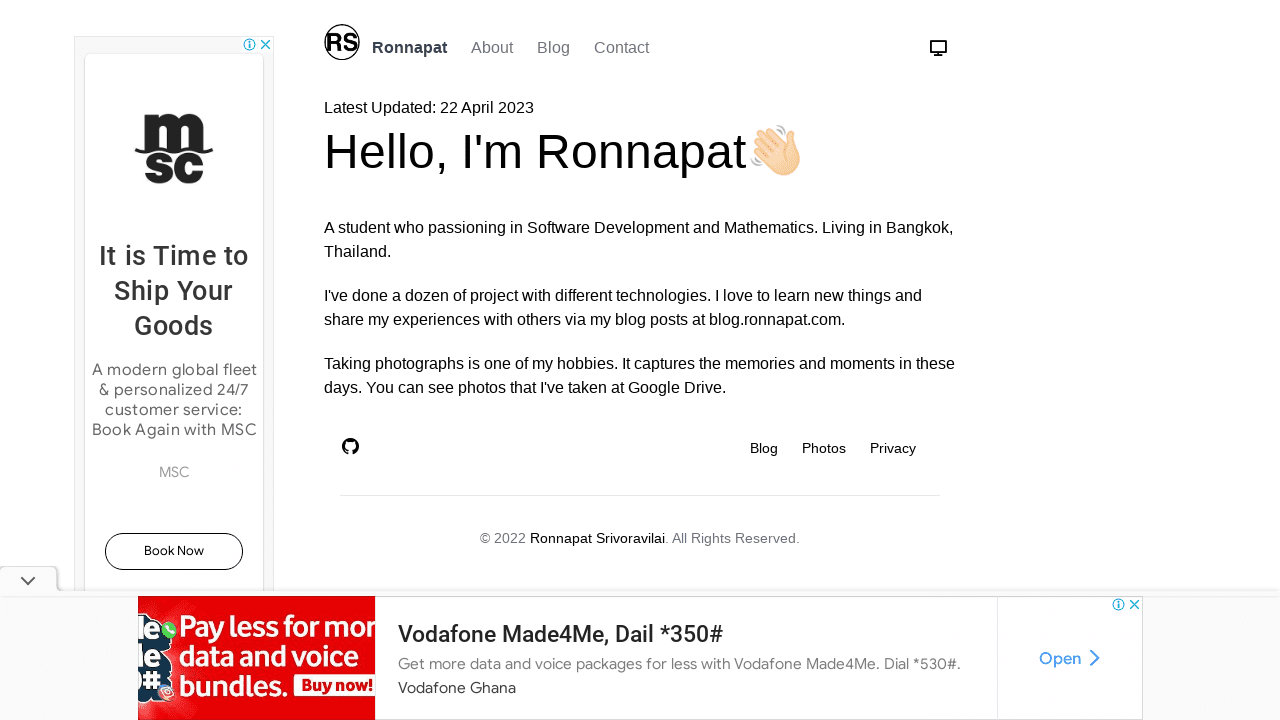 RS
Ronnapat About Blog Contact
Latest Updated: 22 April 2023
Hello, I'm Ronnapat👋🏻
A student who passioning in Software Development and Mathematics. Living in Bangkok,
Thailand.
I've done a dozen of project with different technologies. I love to learn new things and
share my experiences with others via my blog posts at blog.ronnapat.com.
Taking photographs is one of my hobbies. It captures the memories and moments in these
days. You can see photos that I've taken at Google Drive.
Blog Photos Privacy
© 2022 Ronnapat Srivoravilai. All Rights Reserved.
msc
It is Time to
Ship Your
Goods
A modern global fleet
& personalized 24/7
customer service:
Book Again with MSC
MSC
Book Now
Pay less for mor
data and voice
bundles.
Buy now!
Vodafone Made4Me, Dail *350#
Get more data and voice packages for less with Vodafone Made4Me. Dial *530#.
Vodafone Ghana
Open